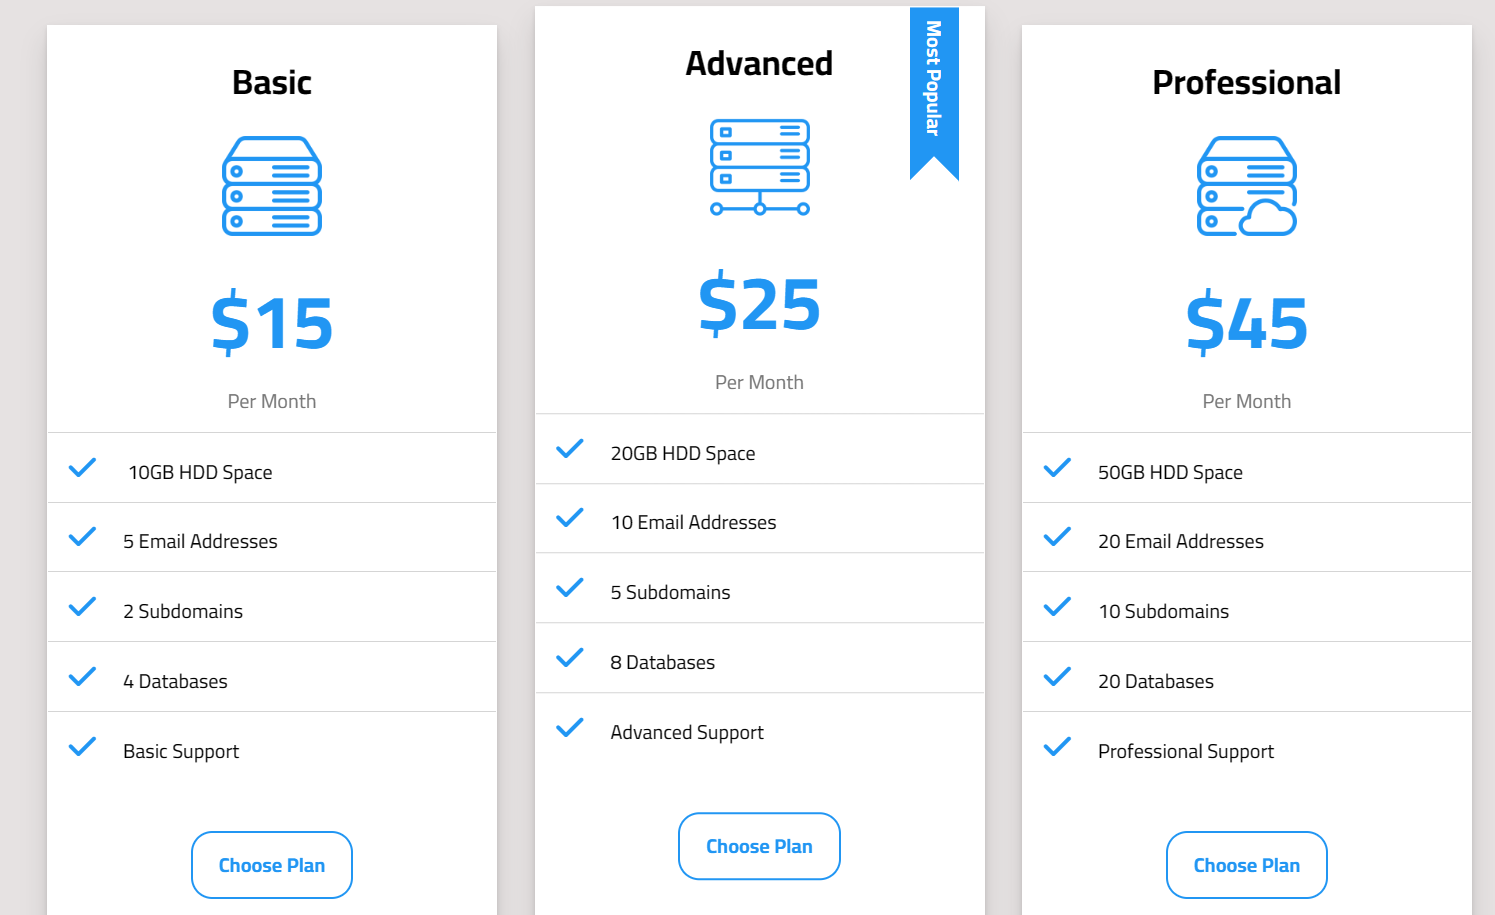 Basic
$15
Per Month
10GB HDD Space
5 Email Addresses
2 Subdomains
4 Databases
Basic Support
Choose Plan
Most Popular
Advanced
$25
Per Month
20GB HDD Space
10 Email Addresses
5 Subdomains
8 Databases
Advanced Support
Choose Plan
Professional
$45
Per Month
50GB HDD Space
20 Email Addresses
10 Subdomains
20 Databases
Professional Support
Choose Plan